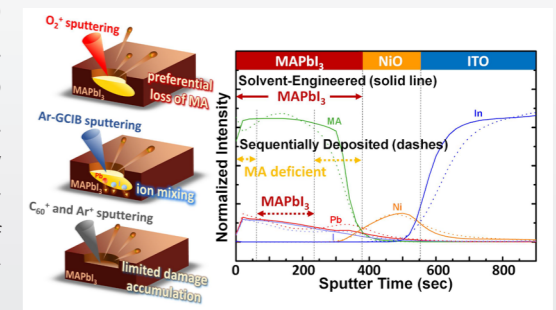 O₂⁺ sputtering
MAPbI₃
preferential
loss of MA
Ar-GCIB sputtering
MAPbI₃
ion mixing
C₆₀⁺ and Ar⁺ sputtering
MAPbI₃
limited damage
accumulation
MAPbI₃
NiO
ITO
Solvent-Engineered (solid line)
MAPbI₃
MA
In
Sequentially Deposited (dashes)
MA deficient
MAPbI₃
Pb
I
Ni
Normalized Intensity
0
200
400
600
800
Sputter Time (sec)